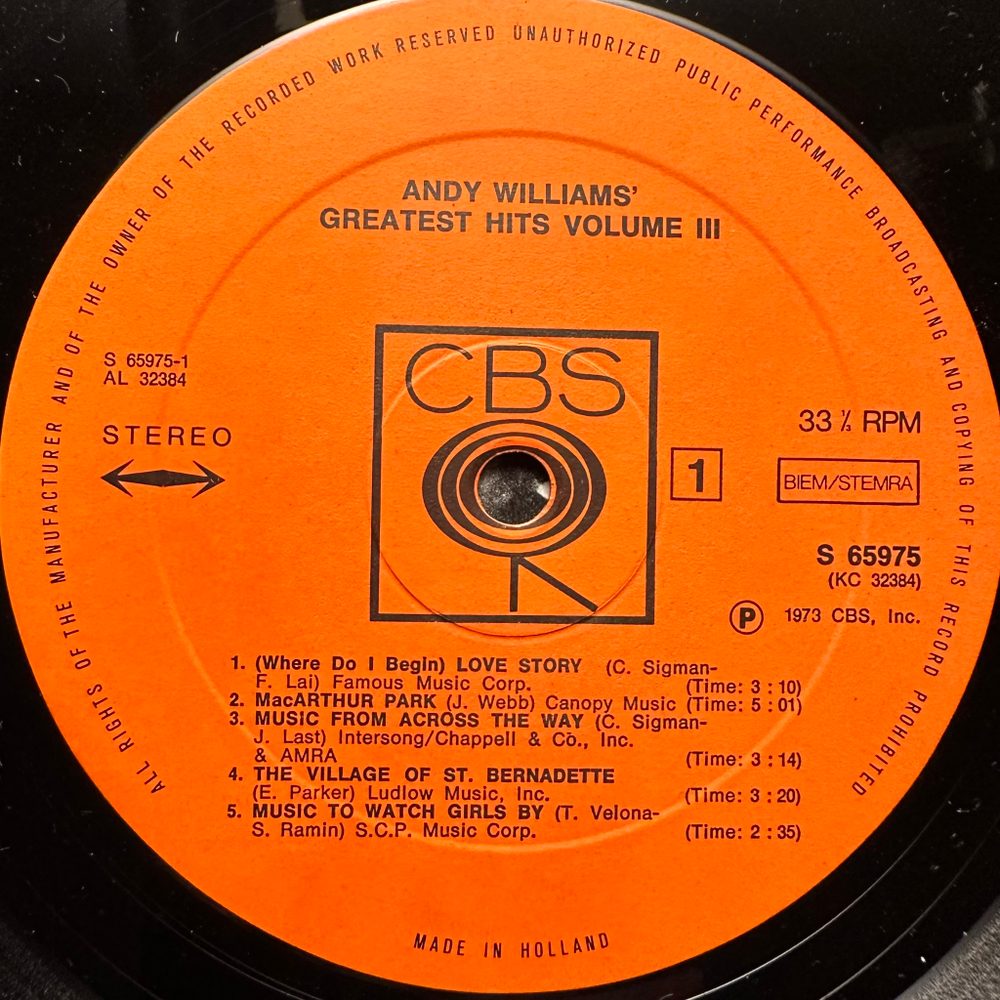 ALL RIGHTS OF THE MANUFACTURER AND OF THE OWNER OF THE RECORDED WORK RESERVED UNAUTHORIZED PUBLIC PERFORMANCE BROADCASTING AND COPYING OF THIS RECORD PROHIBITED
ANDY WILLIAMS'
GREATEST HITS VOLUME III
CBS
S 65975-1
AL 32384
STEREO
1
33 ⅓ RPM
BIEM/STEMRA
S 65975
(KC 32384)
Ⓟ 1973 CBS, Inc.
1. (Where Do I Begin) LOVE STORY (C. Sigman-
F. Lai) Famous Music Corp. (Time: 3 : 10)
2. MacARTHUR PARK (J. Webb) Canopy Music (Time: 5 : 01)
3. MUSIC FROM ACROSS THE WAY (C. Sigman-
J. Last) Intersong/Chappell & Co., Inc.
& AMRA (Time: 3 : 14)
4. THE VILLAGE OF ST. BERNADETTE
(E. Parker) Ludlow Music, Inc. (Time: 3 : 20)
5. MUSIC TO WATCH GIRLS BY (T. Velona-
S. Ramin) S.C.P. Music Corp. (Time: 2 : 35)
MADE IN HOLLAND